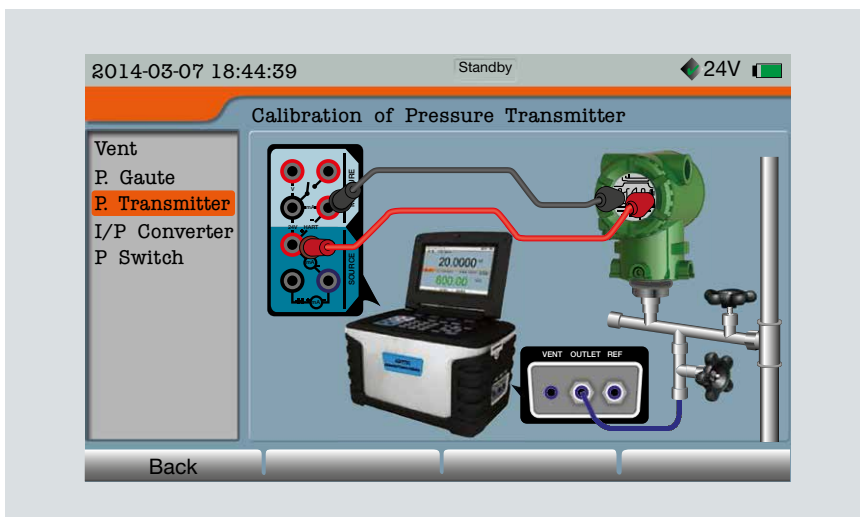 2014-03-07 18:44:39 Standby 24V
Calibration of Pressure Transmitter
Vent
P. Gaute
P. Transmitter
I/P Converter
P Switch
24V HART
SOURCE
20.0000
600.00
VENT OUTLET REF
Back